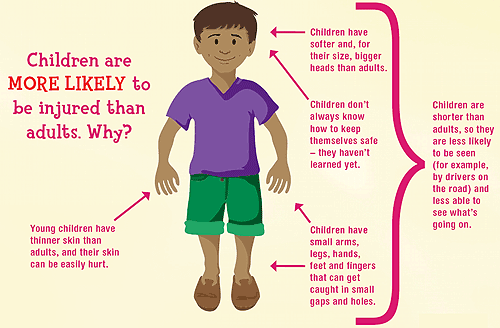 Children are
MORE LIKELY to
be injured than
adults. Why?
Children have
softer and, for
their size, bigger
heads than adults.
Children don't
always know
how to keep
themselves safe
– they haven't
learned yet.
Children are
shorter than
adults, so they
are less likely
to be seen
(for example,
by drivers on
the road) and
less able to
see what's
going on.
Young children have
thinner skin than
adults, and their skin
can be easily hurt.
Children have
small arms,
legs, hands,
feet and fingers
that can get
caught in small
gaps and holes.